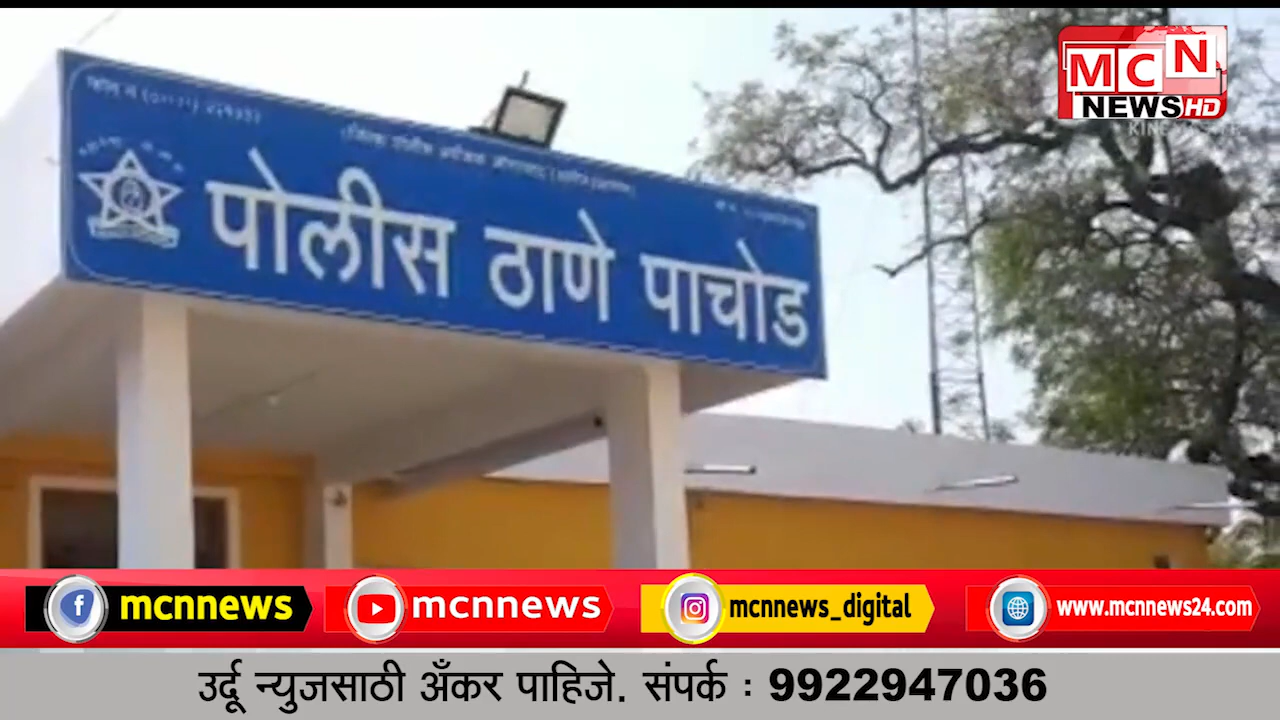 MCN
NEWS HD
पोलीस ठाणे पाचोड
mcnnews
mcnnews
mcnnews_digital
www.mcnnews24.com
उर्दू न्युजसाठी अँकर पाहिजे. संपर्क : 9922947036